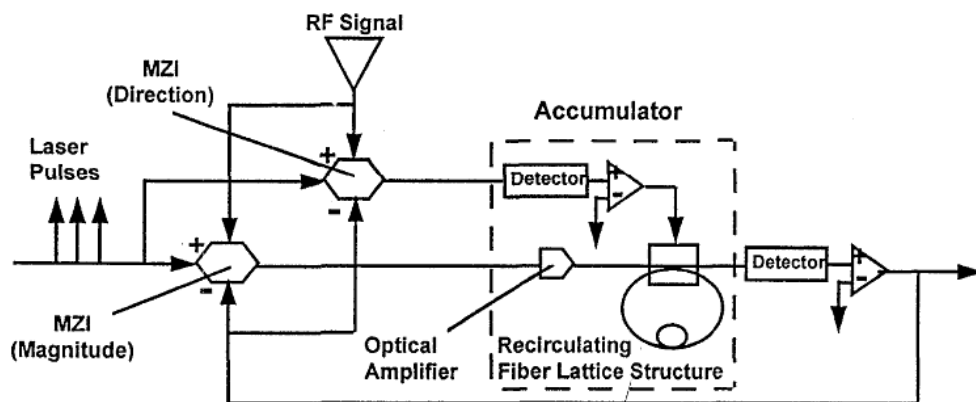 RF Signal
MZI
(Direction)
Accumulator
Laser
Pulses
+
-
Detector
+
-
+
-
Detector
+
-
MZI
(Magnitude)
Optical
Amplifier
Recirculating
Fiber Lattice Structure